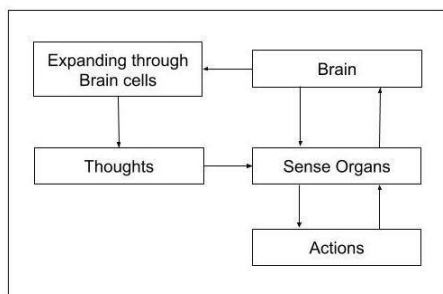 Expanding through
Brain cells
Brain
Thoughts
Sense Organs
Actions